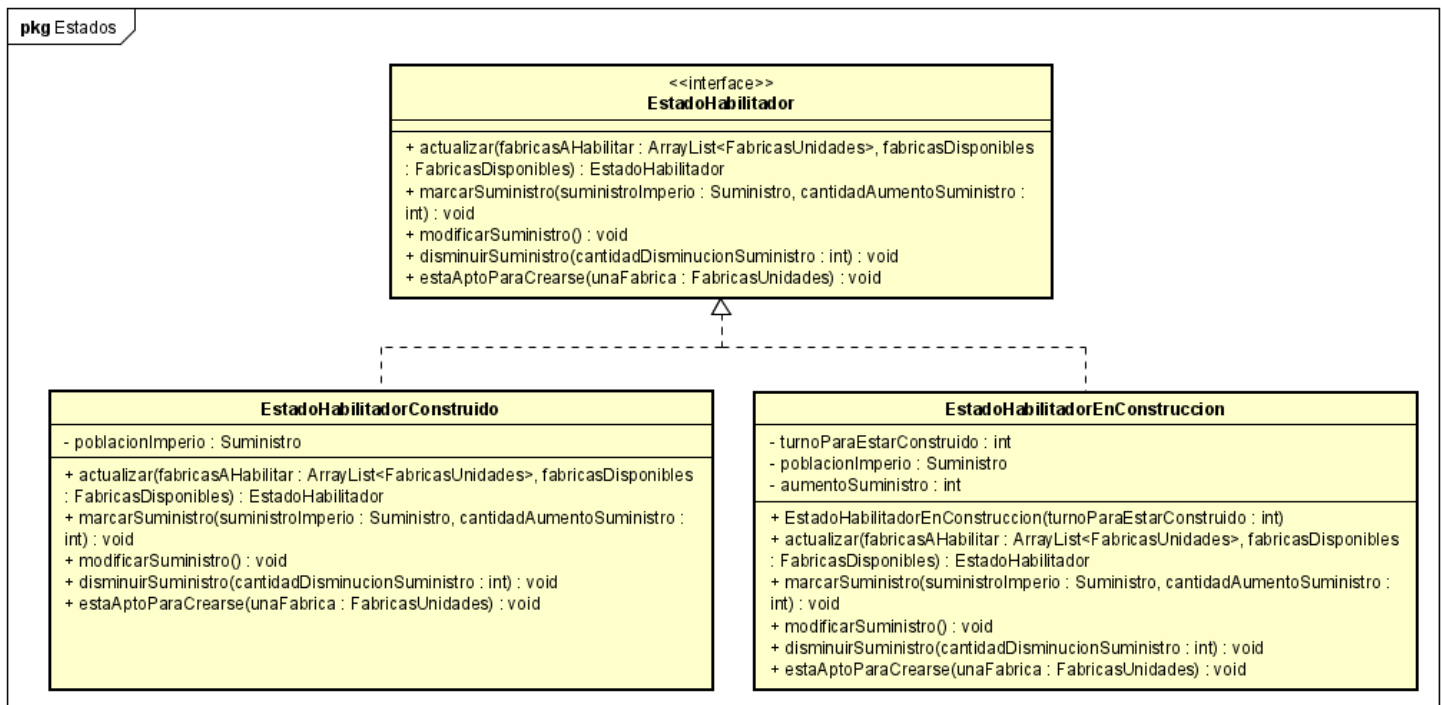 pkg Estados
<<interface>>
EstadoHabilitador
+ actualizar(fabricasAHabilitar : ArrayList<FabricasUnidades>, fabricasDisponibles
: FabricasDisponibles) : EstadoHabilitador
+ marcarSuministro(suministroImperio : Suministro, cantidadAumentoSuministro :
int) : void
+ modificarSuministro() : void
+ disminuirSuministro(cantidadDisminucionSuministro : int) : void
+ estaAptoParaCrearse(unaFabrica : FabricasUnidades) : void
EstadoHabilitadorConstruido
- poblacionImperio : Suministro
+ actualizar(fabricasAHabilitar : ArrayList<FabricasUnidades>, fabricasDisponibles
: FabricasDisponibles) : EstadoHabilitador
+ marcarSuministro(suministroImperio : Suministro, cantidadAumentoSuministro :
int) : void
+ modificarSuministro() : void
+ disminuirSuministro(cantidadDisminucionSuministro : int) : void
+ estaAptoParaCrearse(unaFabrica : FabricasUnidades) : void
EstadoHabilitadorEnConstruccion
- turnoParaEstarConstruido : int
- poblacionImperio : Suministro
- aumentoSuministro : int
+ EstadoHabilitadorEnConstruccion(turnoParaEstarConstruido : int)
+ actualizar(fabricasAHabilitar : ArrayList<FabricasUnidades>, fabricasDisponibles
: FabricasDisponibles) : EstadoHabilitador
+ marcarSuministro(suministroImperio : Suministro, cantidadAumentoSuministro :
int) : void
+ modificarSuministro() : void
+ disminuirSuministro(cantidadDisminucionSuministro : int) : void
+ estaAptoParaCrearse(unaFabrica : FabricasUnidades) : void